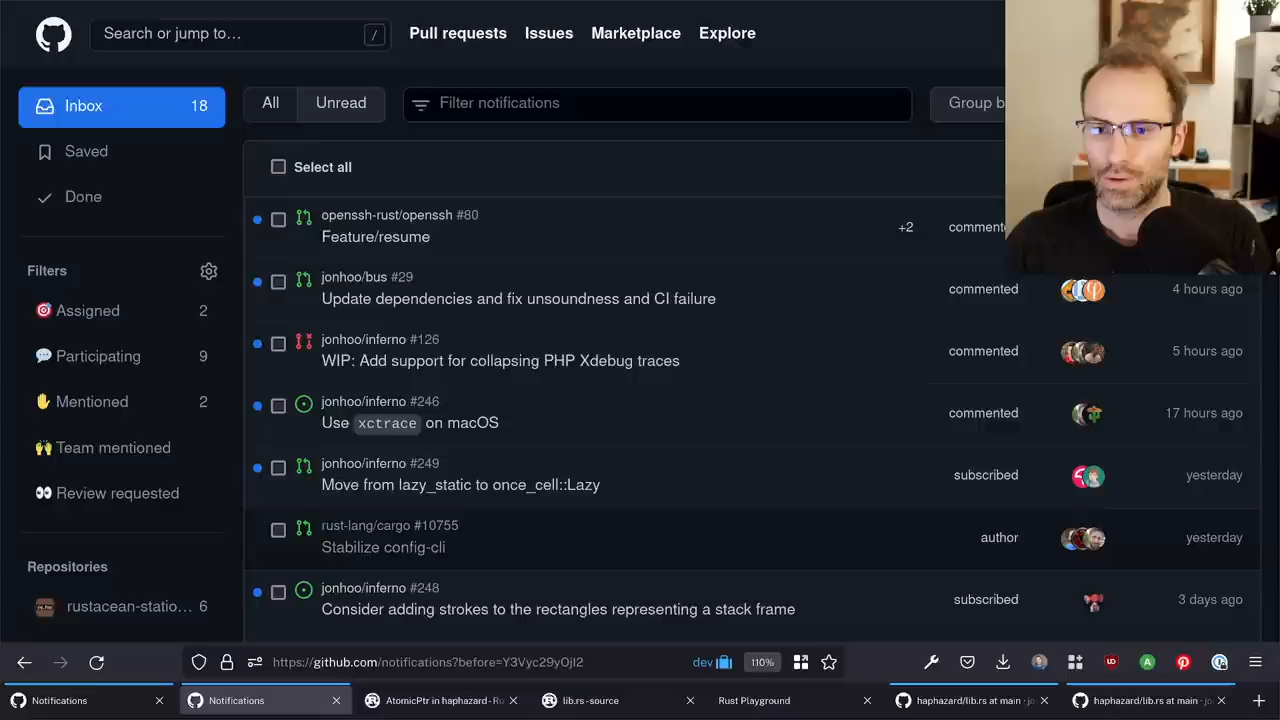 Search or jump to…
/
Pull requests
Issues
Marketplace
Explore
Inbox
18
Saved
Done
Filters
Assigned
2
Participating
9
Mentioned
2
Team mentioned
Review requested
Repositories
rustacean-statio…
6
All
Unread
Filter notifications
Group b
Select all
openssh-rust/openssh #80
Feature/resume
+2
commente
jonhoo/bus #29
Update dependencies and fix unsoundness and CI failure
commented
4 hours ago
jonhoo/inferno #126
WIP: Add support for collapsing PHP Xdebug traces
commented
5 hours ago
jonhoo/inferno #246
Use xctrace on macOS
commented
17 hours ago
jonhoo/inferno #249
Move from lazy_static to once_cell::Lazy
subscribed
yesterday
rust-lang/cargo #10755
Stabilize config-cli
author
yesterday
jonhoo/inferno #248
Consider adding strokes to the rectangles representing a stack frame
subscribed
3 days ago
https://github.com/notifications?before=Y3Vyc29yOjI2
dev
110%
Notifications
Notifications
AtomicPtr in haphazard - Ru
lib.rs - source
Rust Playground
haphazard/lib.rs at main · jo
haphazard/lib.rs at main · jo